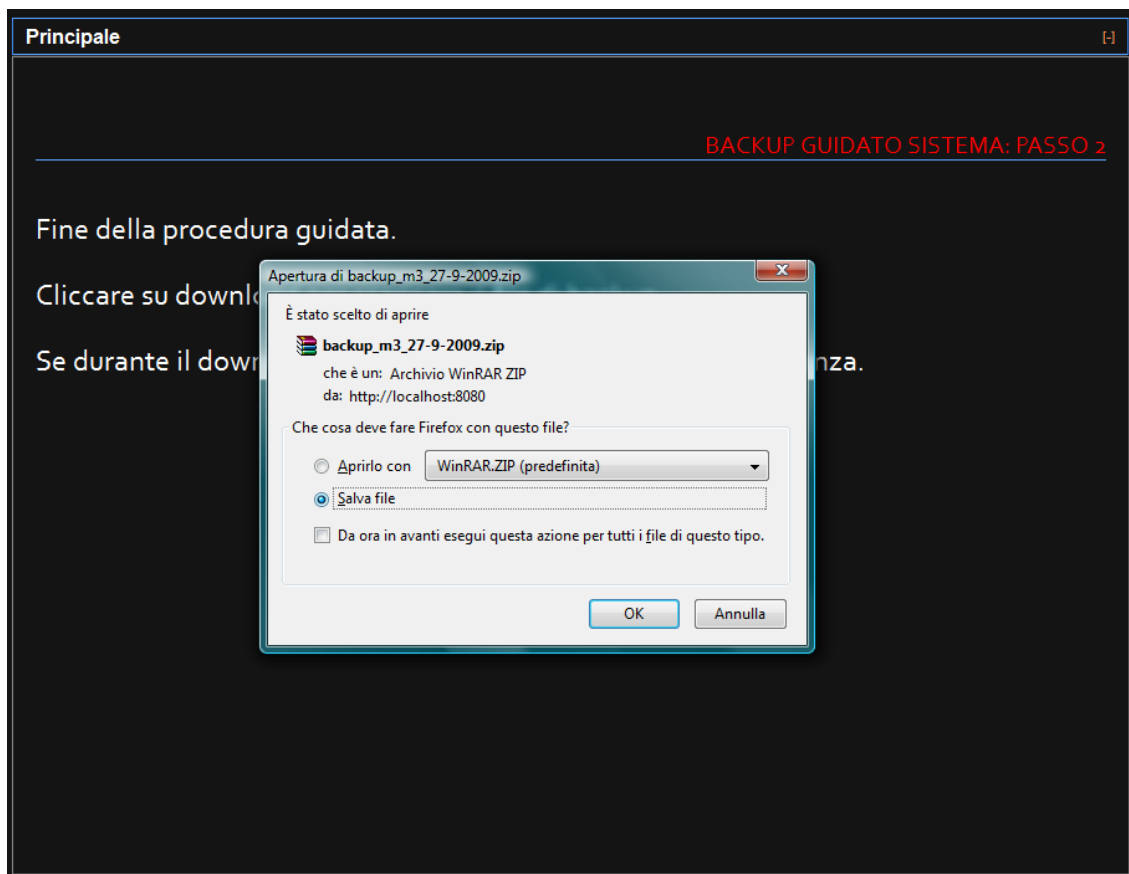 Principale [-]
BACKUP GUIDATO SISTEMA: PASSO 2
Fine della procedura guidata.
Apertura di backup_m3_27-9-2009.zip
Cliccare su
È stato scelto di aprire
backup_m3_27-9-2009.zip
Se durante il
che è un: Archivio WinRAR ZIP
da: http://localhost:8080
Che cosa deve fare Firefox con questo file?
Aprirlo con WinRAR.ZIP (predefinita)
Salva file
Da ora in avanti esegui questa azione per tutti i file di questo tipo.
OK Annulla